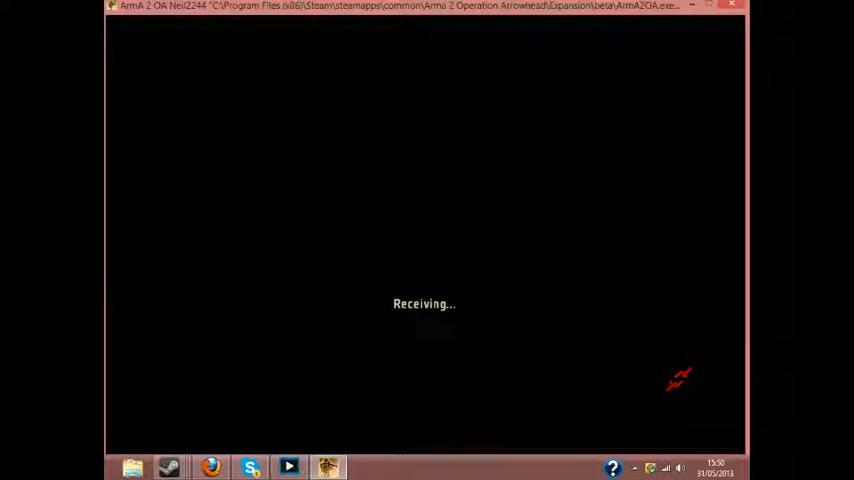 ArmA 2 OA Neil2244 "C:\Program Files (x86)\Steam\steamapps\common\Arma 2 Operation Arrowhead\Expansion\beta\ArmA2OA.exe...
Receiving...
15:50
31/05/2013